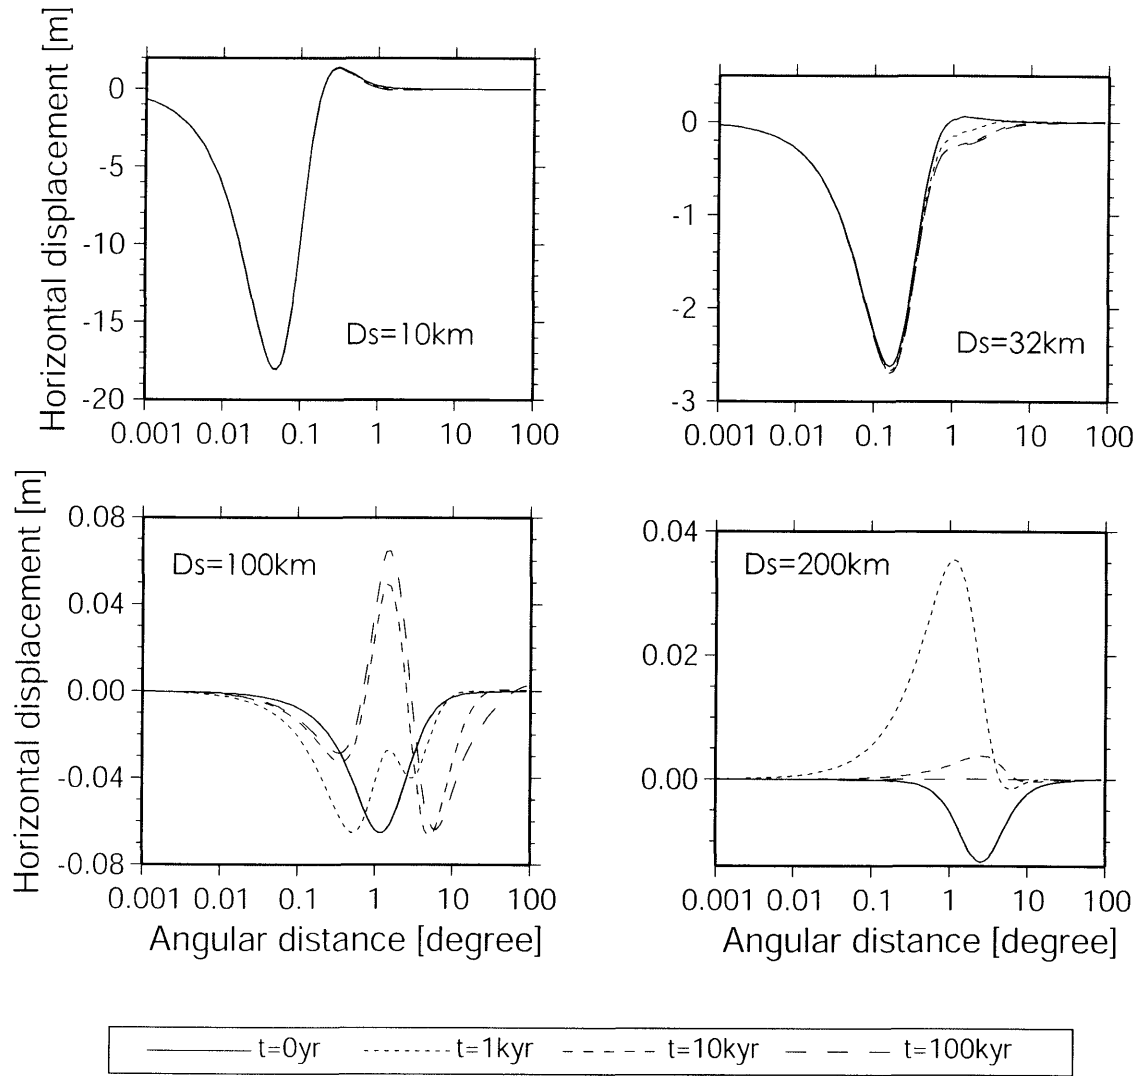 Horizontal displacement [m]
0
-5
-10
-15
-20
0.001 0.01 0.1 1 10 100
Ds=10km
0
-1
-2
-3
0.001 0.01 0.1 1 10 100
Ds=32km
Horizontal displacement [m]
0.08
0.04
0.00
-0.04
-0.08
0.001 0.01 0.1 1 10 100
Ds=100km
Angular distance [degree]
0.04
0.02
0.00
0.001 0.01 0.1 1 10 100
Ds=200km
Angular distance [degree]
t=0yr t=1kyr t=10kyr t=100kyr